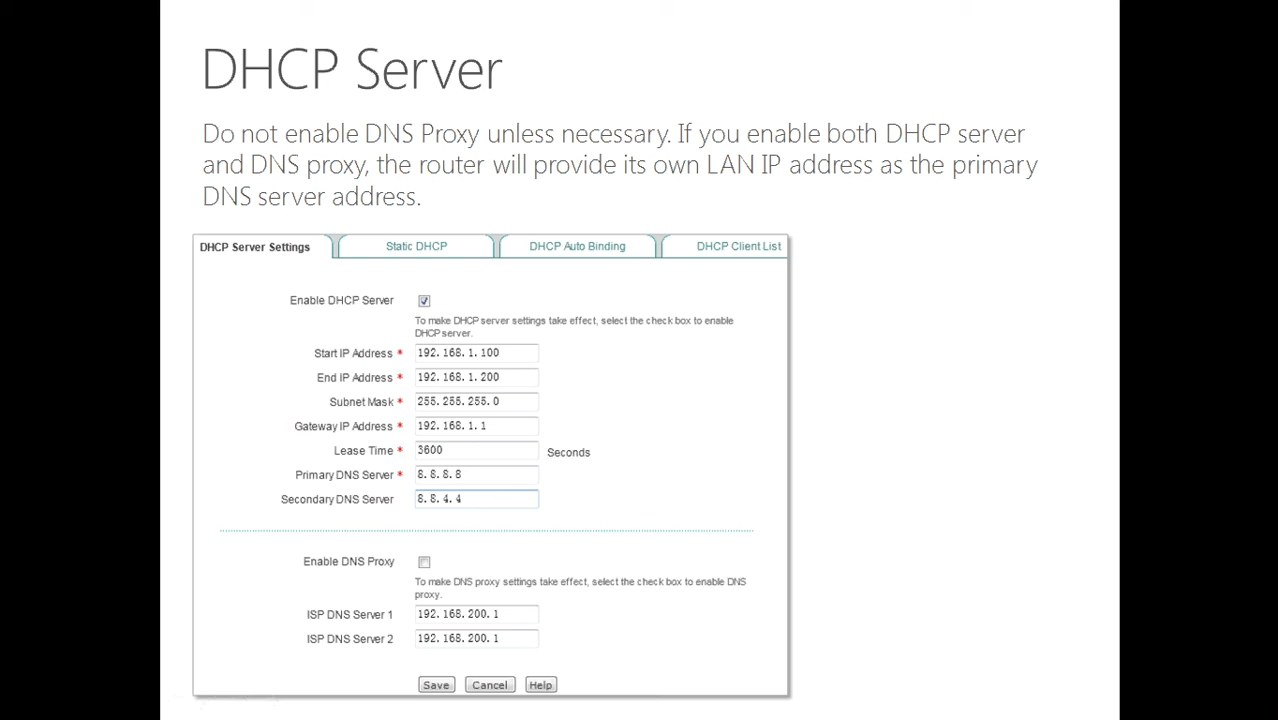 DHCP Server
Do not enable DNS Proxy unless necessary. If you enable both DHCP server
and DNS proxy, the router will provide its own LAN IP address as the primary
DNS server address.
DHCP Server Settings Static DHCP DHCP Auto Binding DHCP Client List
Enable DHCP Server
To make DHCP server settings take effect, select the check box to enable
DHCP server.
Start IP Address * 192.168.1.100
End IP Address * 192.168.1.200
Subnet Mask * 255.255.255.0
Gateway IP Address * 192.168.1.1
Lease Time * 3600 Seconds
Primary DNS Server * 8.8.8.8
Secondary DNS Server 8.8.4.4
Enable DNS Proxy
To make DNS proxy settings take effect, select the check box to enable DNS
proxy.
ISP DNS Server 1 192.168.200.1
ISP DNS Server 2 192.168.200.1
Save Cancel Help